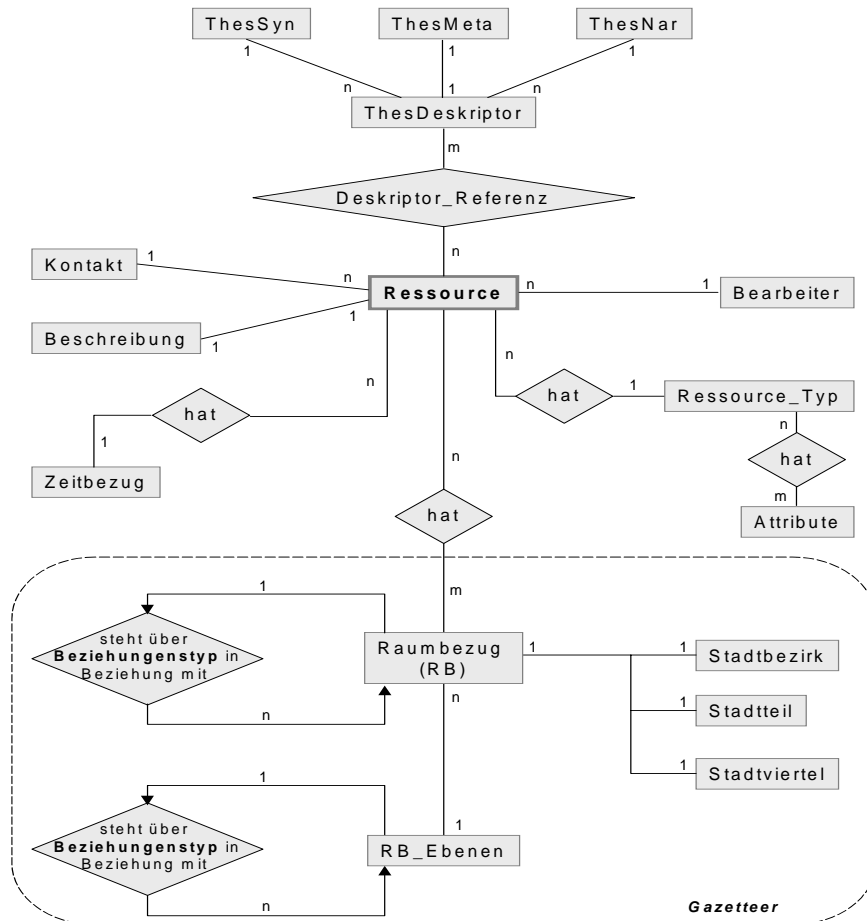 ThesSyn
ThesMeta
ThesNar
1
1
1
n
1
n
ThesDeskriptor
m
Deskriptor_Referenz
n
Kontakt
1
n
Ressource
n
1
Bearbeiter
Beschreibung
1
1
n
hat
1
Zeitbezug
n
hat
1
Ressource_Typ
n
hat
m
Attribute
n
hat
m
1
steht über
Beziehungenstyp in
Beziehung mit
n
Raumbezug
(RB)
1
1
Stadtbezirk
1
Stadtteil
1
Stadtviertel
n
1
1
steht über
Beziehungenstyp in
Beziehung mit
n
RB_Ebenen
Gazetteer